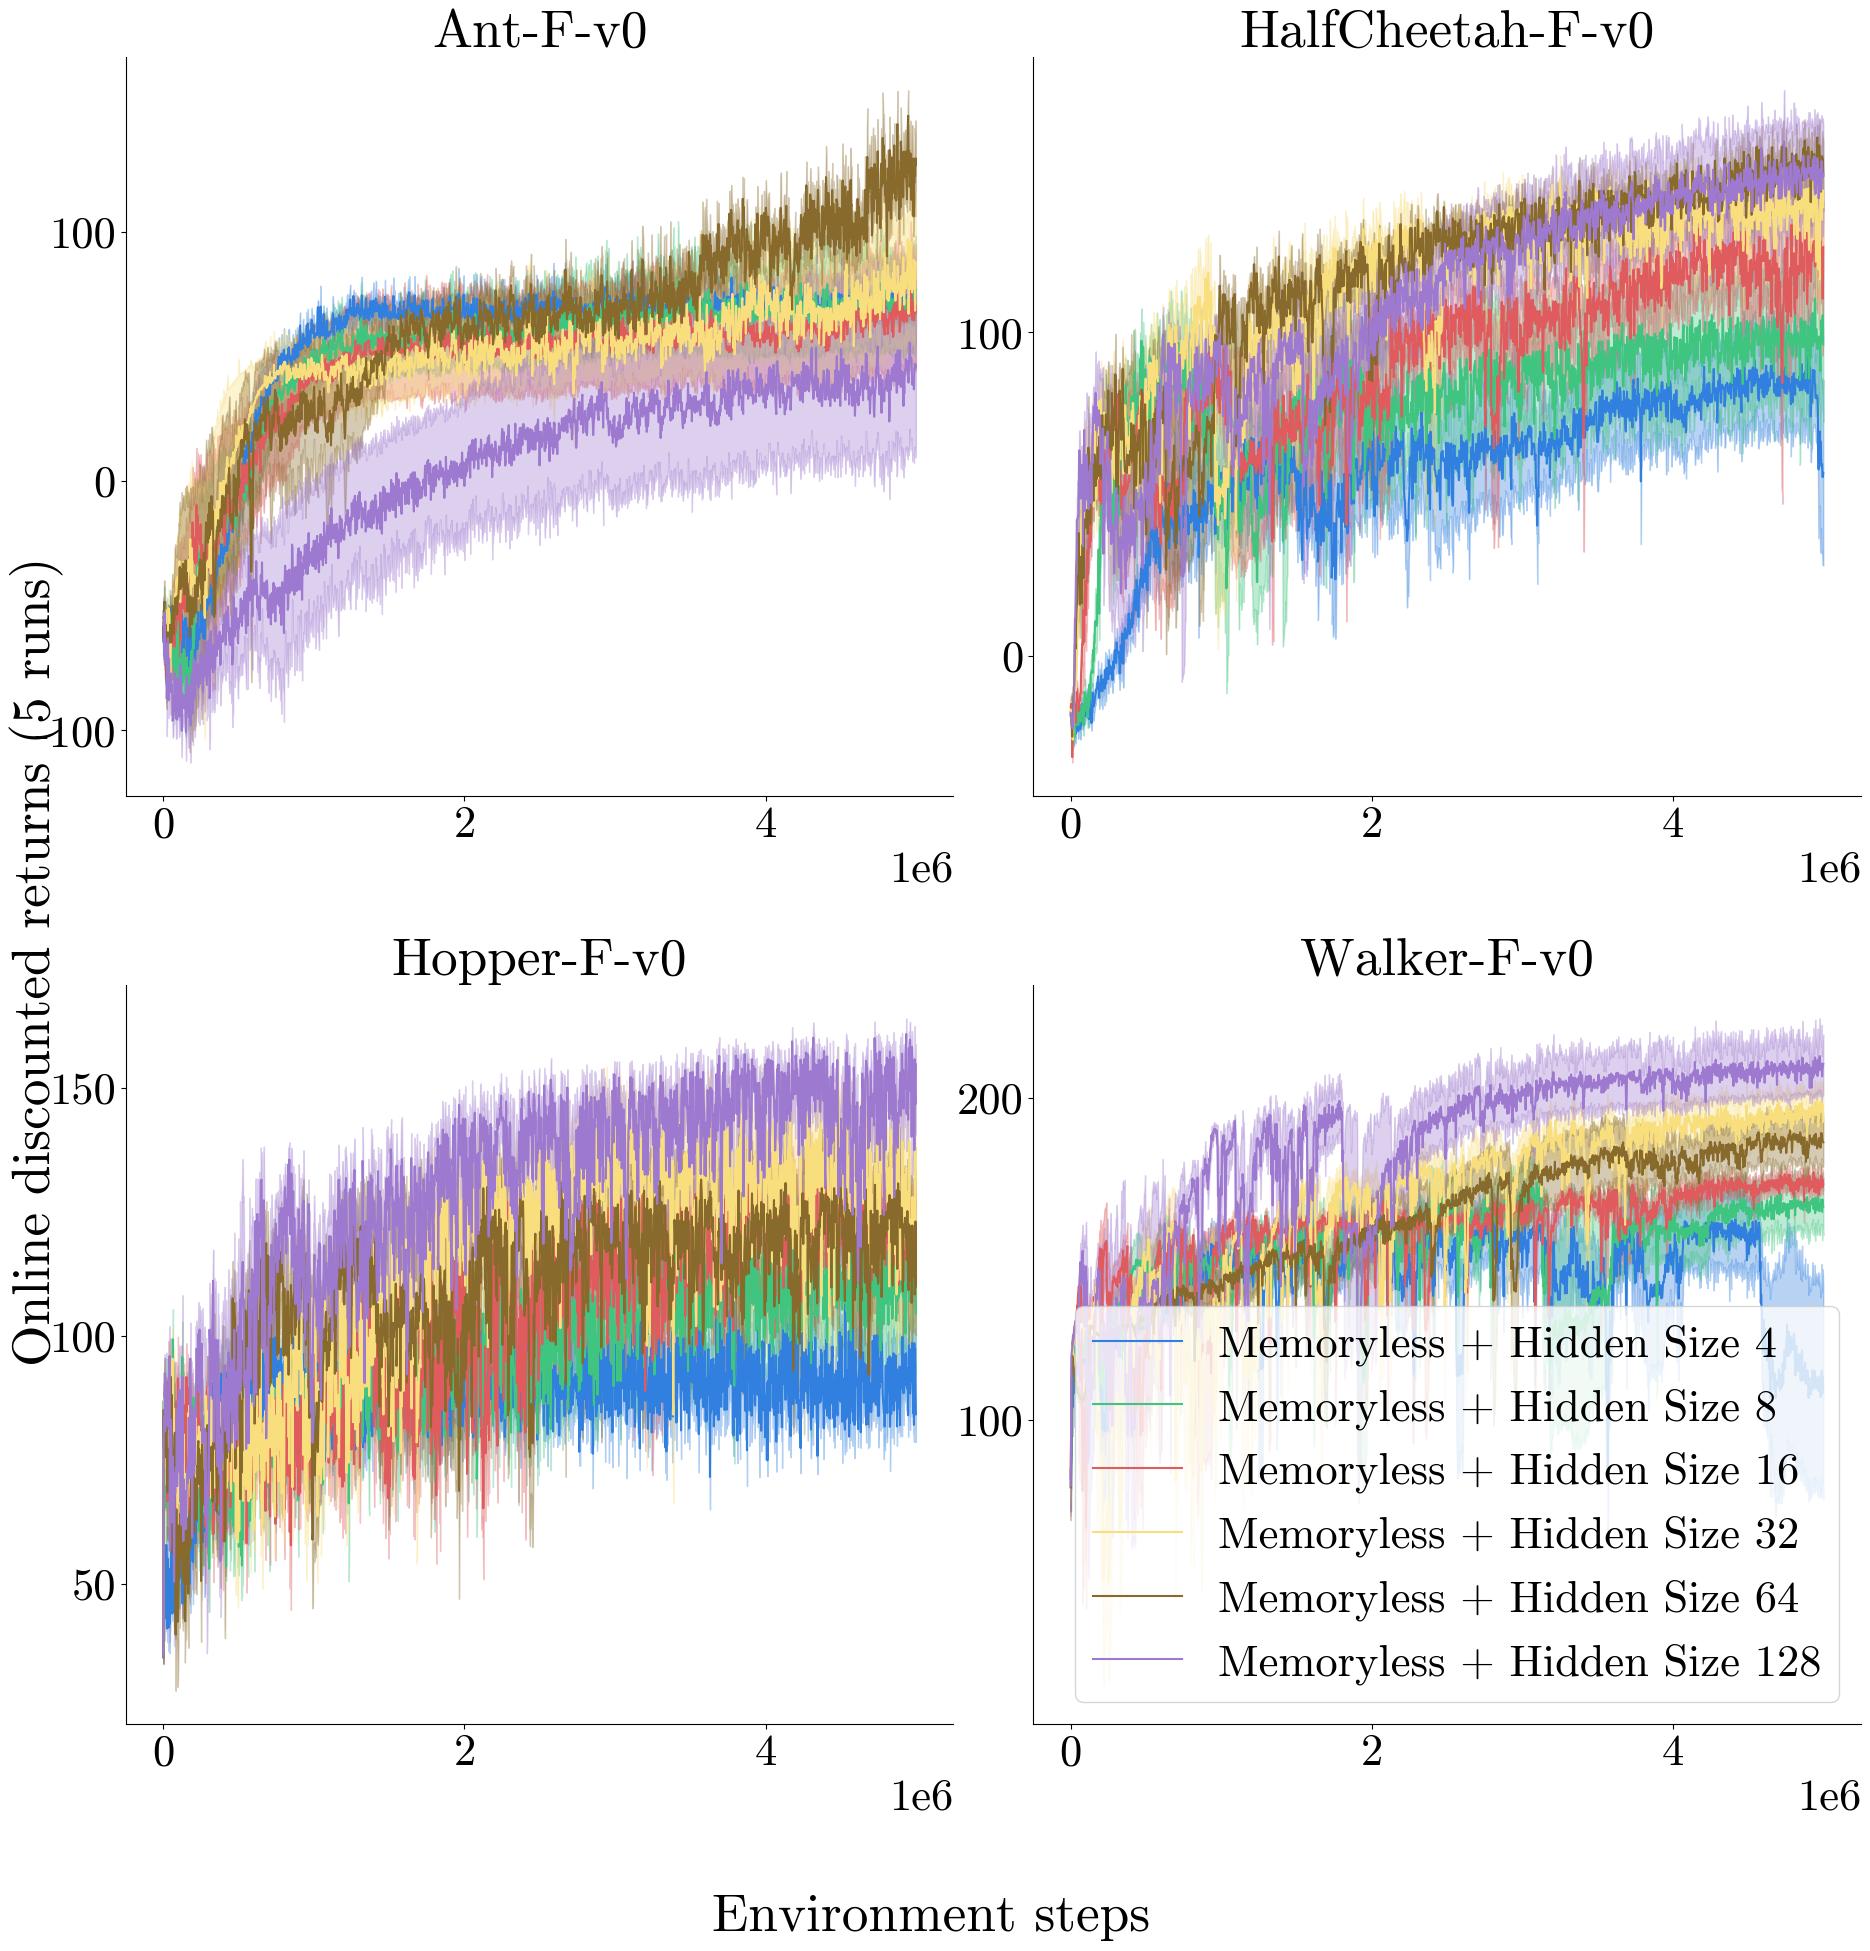 Ant-F-v0
HalfCheetah-F-v0
100
0
100
0 2 4
1e6
100
0
0 2 4
1e6
Online discounted returns (5 runs)
Hopper-F-v0
Walker-F-v0
150
100
50
0 2 4
1e6
200
100
Memoryless + Hidden Size 4
Memoryless + Hidden Size 8
Memoryless + Hidden Size 16
Memoryless + Hidden Size 32
Memoryless + Hidden Size 64
Memoryless + Hidden Size 128
0 2 4
1e6
Environment steps